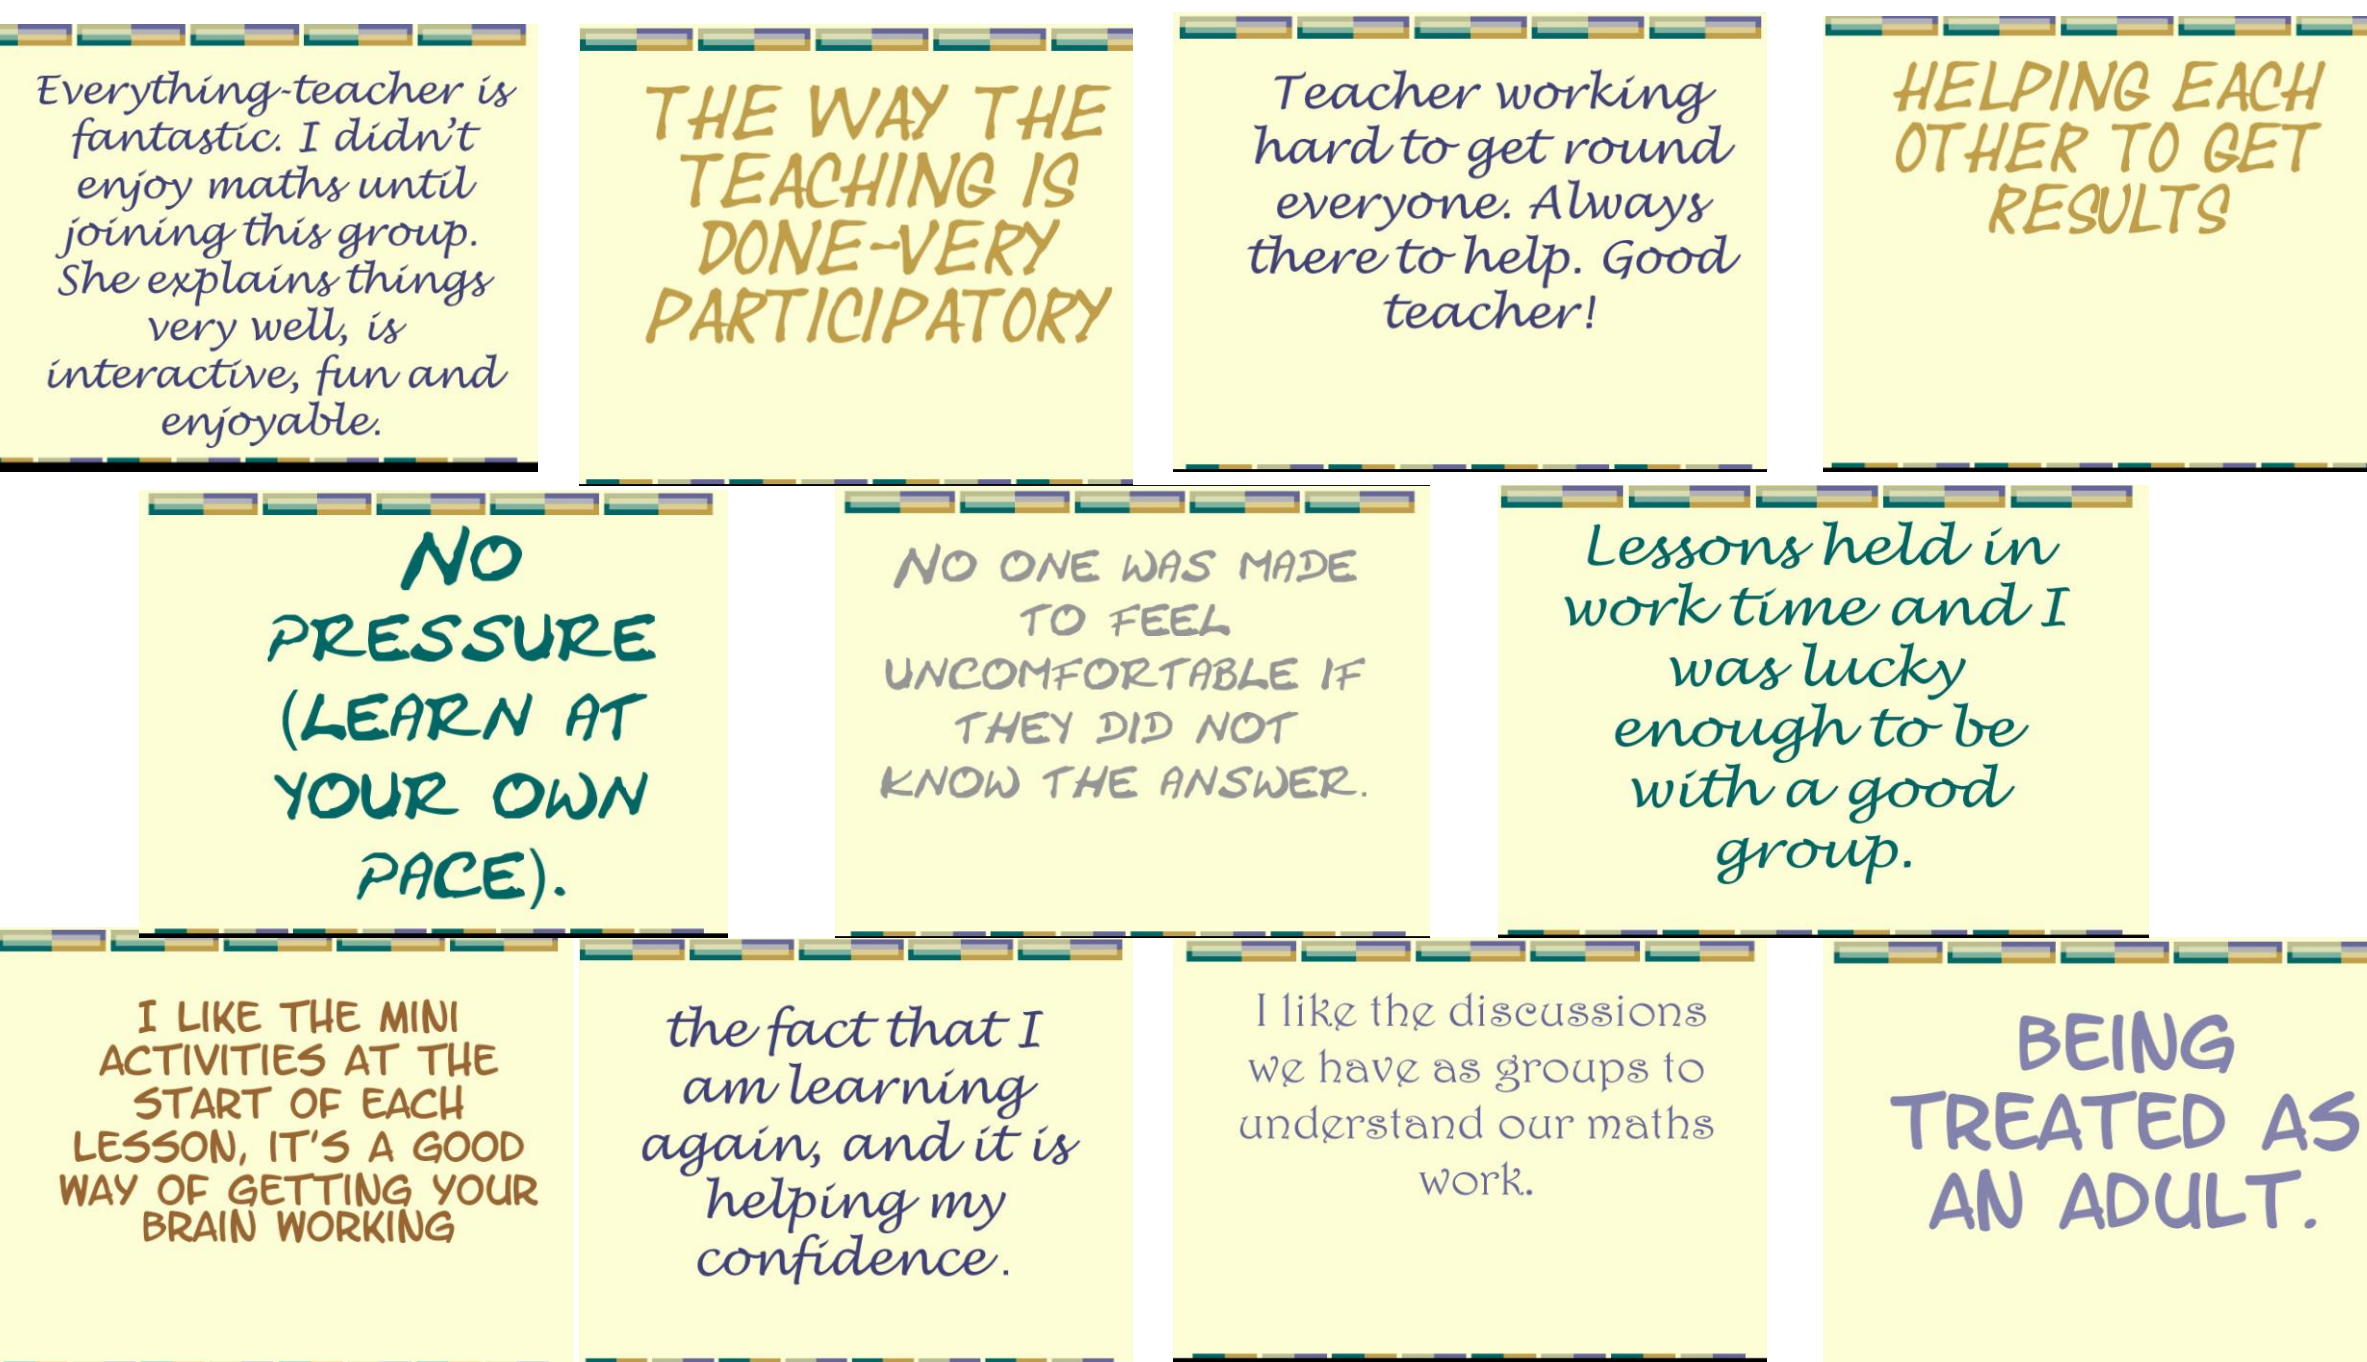 Everything-teacher is
fantastic. I didn't
enjoy maths until
joining this group.
She explains things
very well, is
interactive, fun and
enjoyable.
THE WAY THE
TEACHING IS
DONE-VERY
PARTICIPATORY
Teacher working
hard to get round
everyone. Always
there to help. Good
teacher!
HELPING EACH
OTHER TO GET
RESULTS
NO
PRESSURE
(LEARN AT
YOUR OWN
PACE).
NO ONE WAS MADE
TO FEEL
UNCOMFORTABLE IF
THEY DID NOT
KNOW THE ANSWER.
Lessons held in
work time and I
was lucky
enough to be
with a good
group.
I LIKE THE MINI
ACTIVITIES AT THE
START OF EACH
LESSON, IT'S A GOOD
WAY OF GETTING YOUR
BRAIN WORKING
the fact that I
am learning
again, and it is
helping my
confidence.
I like the discussions
we have as groups to
understand our maths
work.
BEING
TREATED AS
AN ADULT.